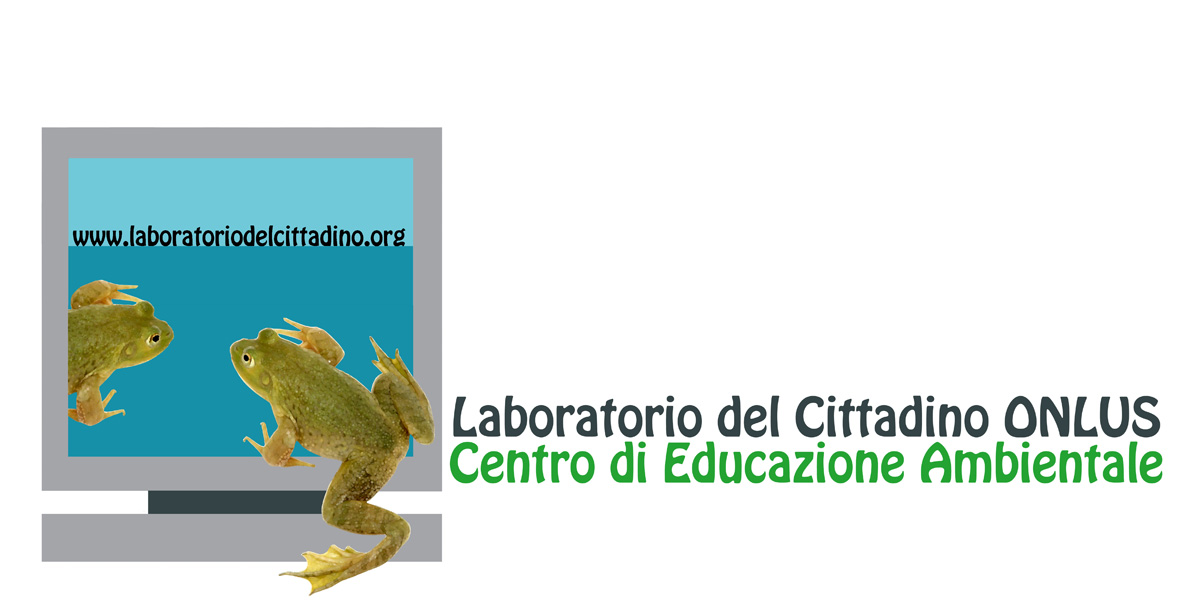 www.laboratoriodelcittadino.org
Laboratorio del Cittadino ONLUS
Centro di Educazione Ambientale